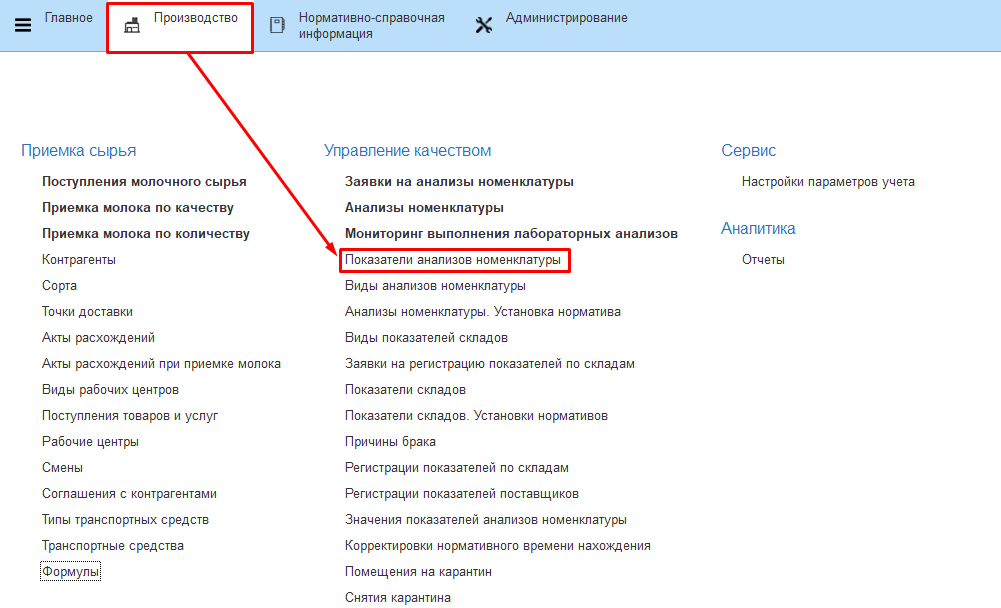 Главное
Производство
Нормативно-справочная
информация
Администрирование
Приемка сырья
Поступления молочного сырья
Приемка молока по качеству
Приемка молока по количеству
Контрагенты
Сорта
Точки доставки
Акты расхождений
Акты расхождений при приемке молока
Виды рабочих центров
Поступления товаров и услуг
Рабочие центры
Смены
Соглашения с контрагентами
Типы транспортных средств
Транспортные средства
Формулы
Управление качеством
Заявки на анализы номенклатуры
Анализы номенклатуры
Мониторинг выполнения лабораторных анализов
Показатели анализов номенклатуры
Виды анализов номенклатуры
Анализы номенклатуры. Установка норматива
Виды показателей складов
Заявки на регистрацию показателей по складам
Показатели складов
Показатели складов. Установки нормативов
Причины брака
Регистрации показателей по складам
Регистрации показателей поставщиков
Значения показателей анализов номенклатуры
Корректировки нормативного времени нахождения
Помещения на карантин
Снятия карантина
Сервис
Настройки параметров учета
Аналитика
Отчеты